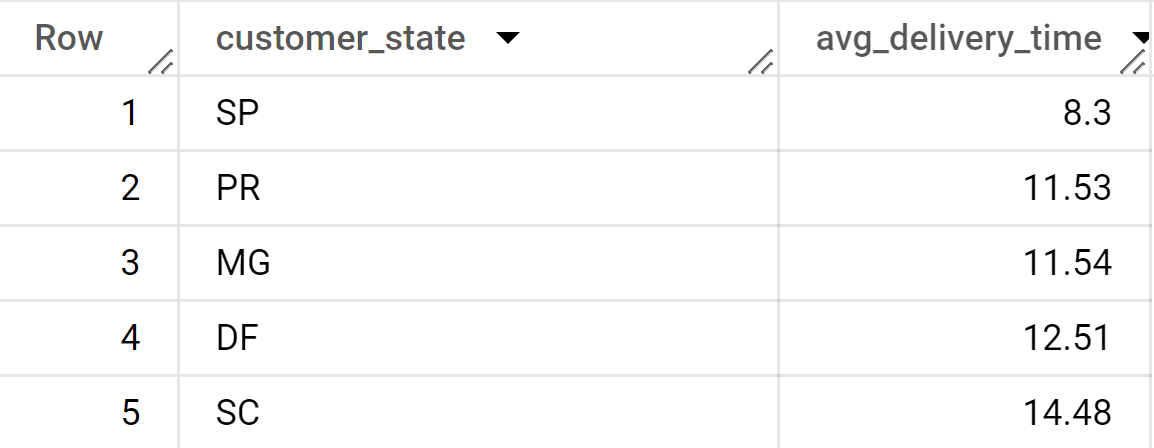 Row customer_state avg_delivery_time
1 SP 8.3
2 PR 11.53
3 MG 11.54
4 DF 12.51
5 SC 14.48